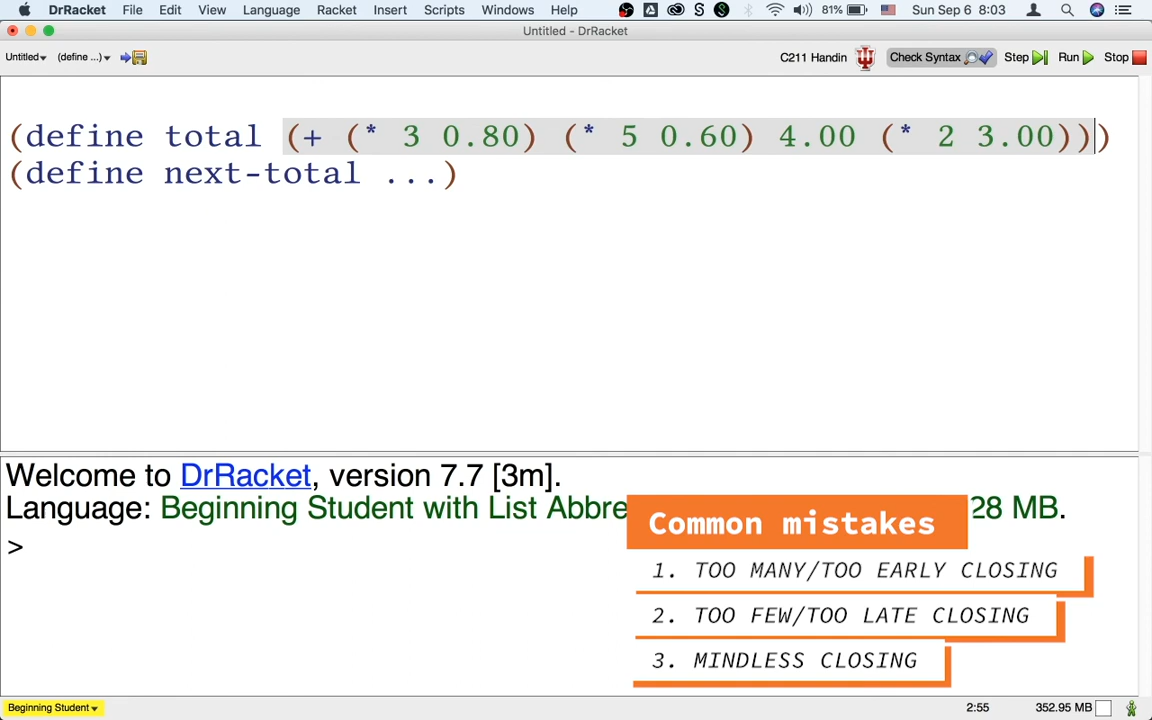 DrRacket File Edit View Language Racket Insert Scripts Windows Help 81% Sun Sep 6 8:03
Untitled - DrRacket
Untitled (define ...) C211 Handin Check Syntax Step Run Stop
(define total (+ (* 3 0.80) (* 5 0.60) 4.00 (* 2 3.00)))
(define next-total ...)
Welcome to DrRacket, version 7.7 [3m].
Language: Beginning Student with List Abbre 28 MB.
>
Common mistakes
1. TOO MANY/TOO EARLY CLOSING
2. TOO FEW/TOO LATE CLOSING
3. MINDLESS CLOSING
Beginning Student 2:55 352.95 MB